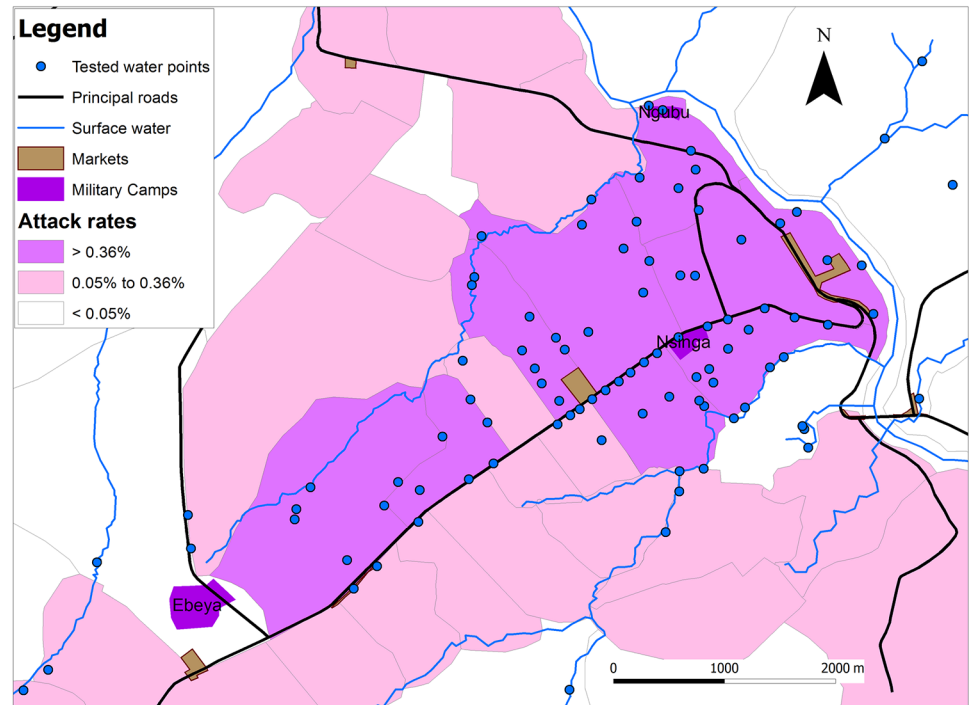 Legend
Tested water points
Principal roads
Surface water
Markets
Military Camps
Attack rates
> 0.36%
0.05% to 0.36%
< 0.05%
N
Ngubu
Nsinga
Ebeya
0 1000 2000 m